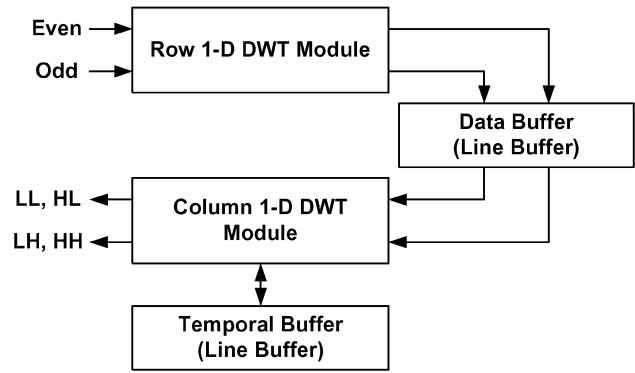 Even
Odd
Row 1-D DWT Module
Data Buffer
(Line Buffer)
LL, HL
LH, HH
Column 1-D DWT
Module
Temporal Buffer
(Line Buffer)